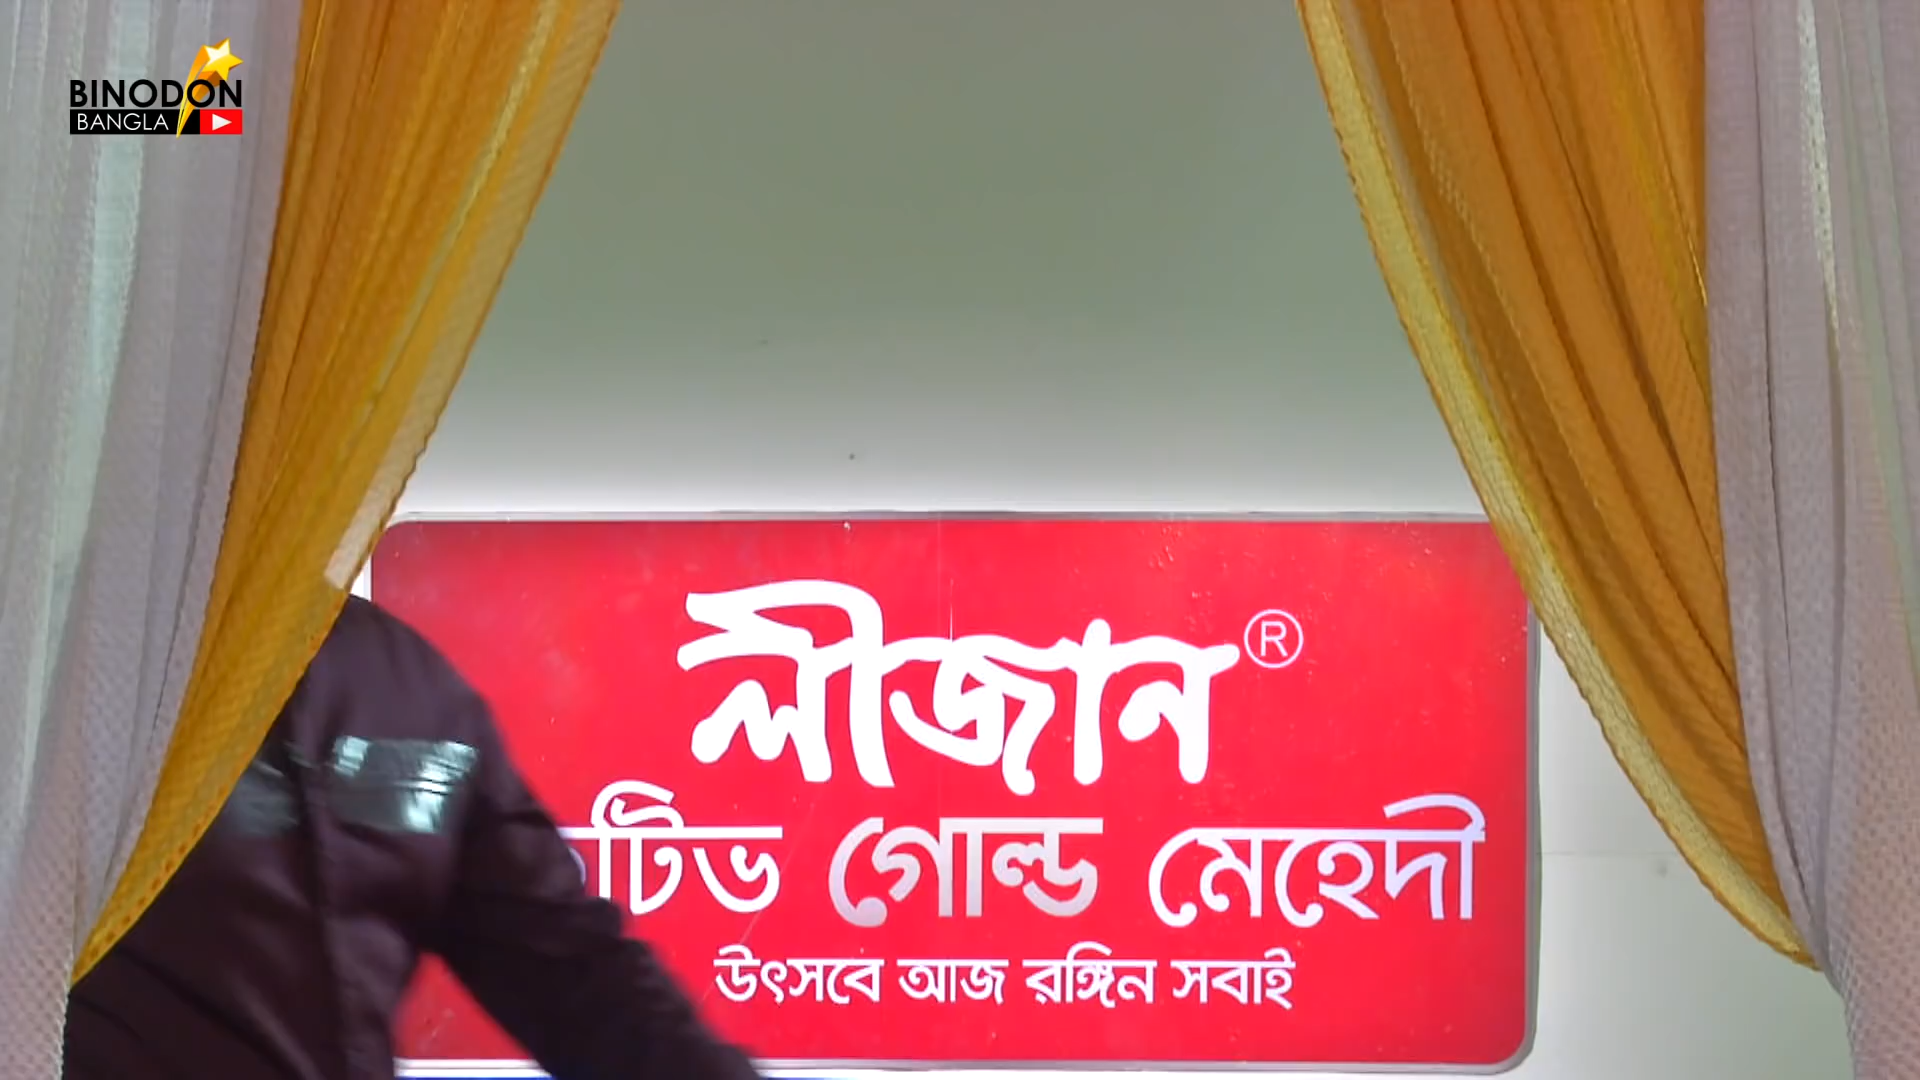 BINODON
BANGLA
লীজান ®
টিভ গোল্ড মেহেদী
উৎসবে আজ রঙ্গিন সবাই